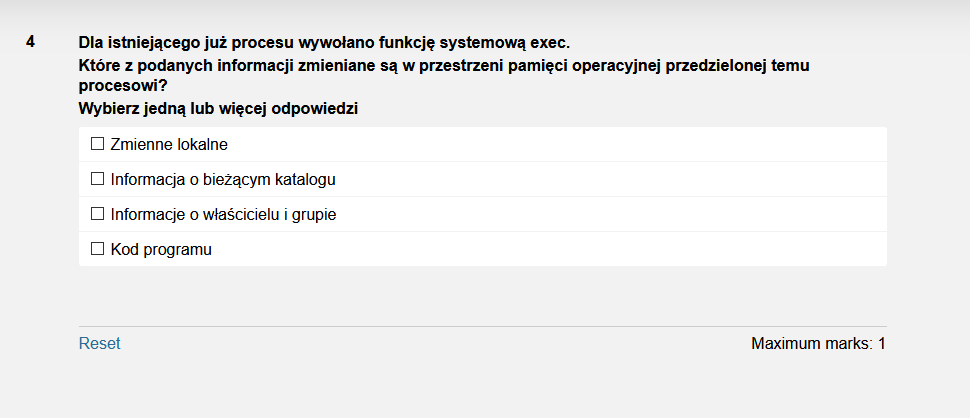 4
Dla istniejącego już procesu wywołano funkcję systemową exec.
Które z podanych informacji zmieniane są w przestrzeni pamięci operacyjnej przedzielonej temu
procesowi?
Wybierz jedną lub więcej odpowiedzi
Zmienne lokalne
Informacja o bieżącym katalogu
Informacje o właścicielu i grupie
Kod programu
Reset
Maximum marks: 1